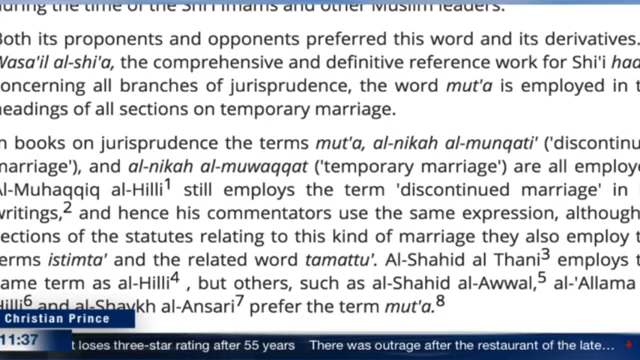 during the time of the Shi'i Imams and other Muslim leaders.
Both its proponents and opponents preferred this word and its derivatives.
Wasa'il al-shi'a, the comprehensive and definitive reference work for Shi'i
concerning all branches of jurisprudence, the word mut'a is employed in
headings of all sections on temporary marriage.
books on jurisprudence the terms mut'a, al-nikah al-munqati' ('discontinu
marriage'), and al-nikah al-muwaqqat ('temporary marriage') are all employ
Al-Muhaqqiq al-Hilli1 still employs the term 'discontinued marriage' in
writings,2 and hence his commentators use the same expression, although
sections of the statutes relating to this kind of marriage they also employ
terms istimta' and the related word tamattu'. Al-Shahid al Thani3 employs
same term as al-Hilli4 , but others, such as al-Shahid al-Awwal,5 al-'Allama
Hilli6 and al-Shaykh al-Ansari7 prefer the term mut'a.8
Christian Prince
11:37 t loses three-star rating after 55 years There was outrage after the restaurant of the late...